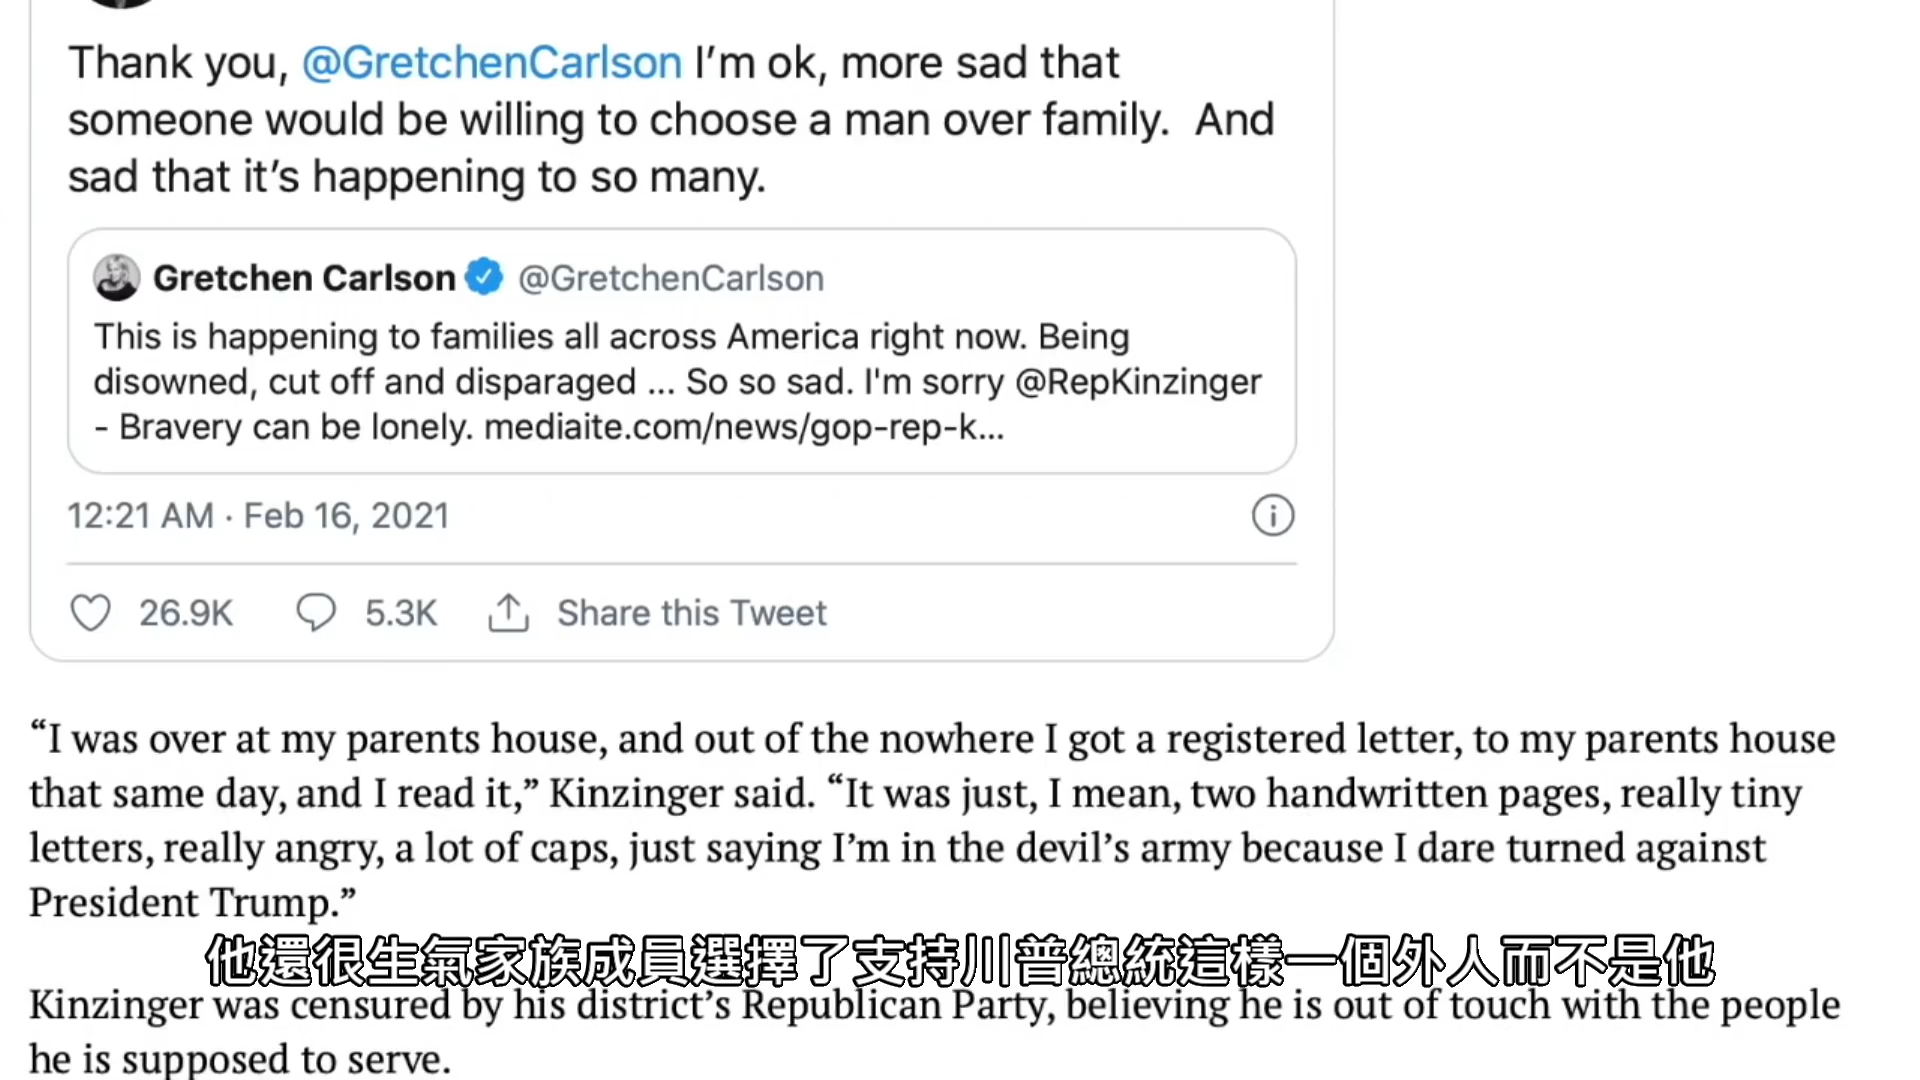 Thank you, @GretchenCarlson I’m ok, more sad that
someone would be willing to choose a man over family.  And
sad that it’s happening to so many.
Gretchen Carlson @GretchenCarlson
This is happening to families all across America right now. Being
disowned, cut off and disparaged ... So so sad. I'm sorry @RepKinzinger
- Bravery can be lonely. mediaite.com/news/gop-rep-k...
12:21 AM · Feb 16, 2021
26.9K 5.3K Share this Tweet
“I was over at my parents house, and out of the nowhere I got a registered letter, to my parents house
that same day, and I read it,” Kinzinger said. “It was just, I mean, two handwritten pages, really tiny
letters, really angry, a lot of caps, just saying I’m in the devil’s army because I dare turned against
President Trump.”
他還很生氣家族成員選擇了支持川普總統這樣一個外人而不是他
Kinzinger was censured by his district’s Republican Party, believing he is out of touch with the people
he is supposed to serve.